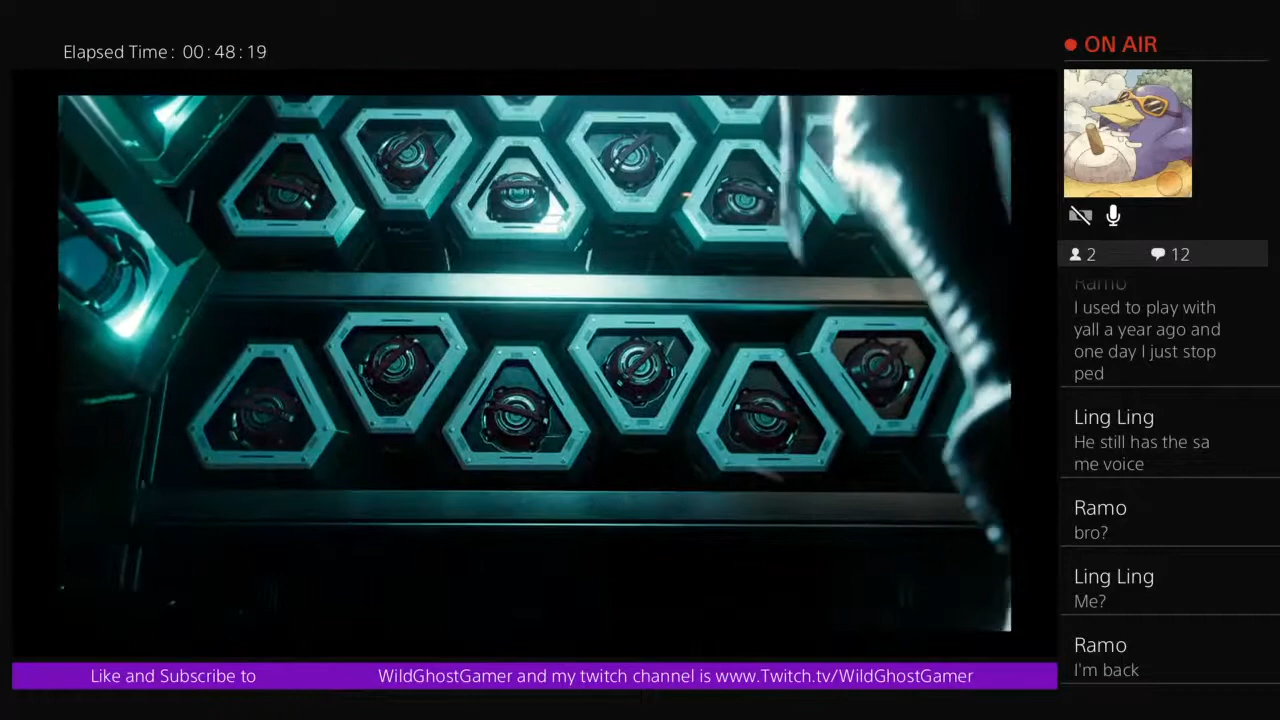 Elapsed Time: 00:48:19
ON AIR
2 12
Ramo
I used to play with
yall a year ago and
one day I just stop
ped
Ling Ling
He still has the sa
me voice
Ramo
bro?
Ling Ling
Me?
Ramo
I'm back
Like and Subscribe to WildGhostGamer and my twitch channel is www.Twitch.tv/WildGhostGamer